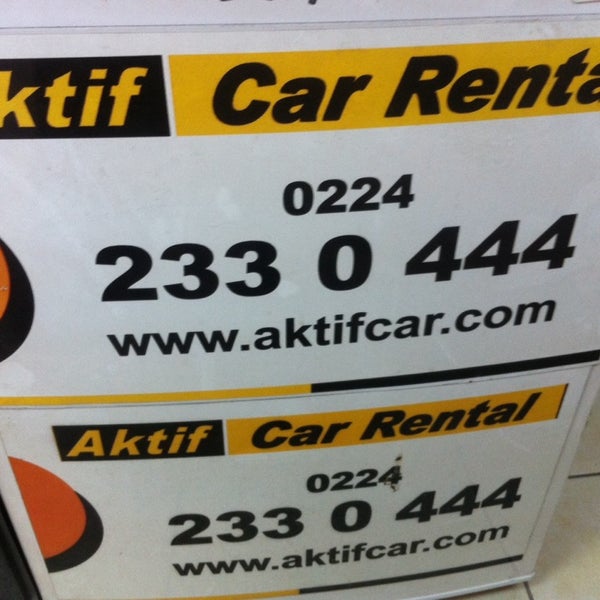 ktif Car Renta
0224
233 0 444
www.aktifcar.com
Aktif Car Rental
0224
233 0 444
www.aktifcar.com